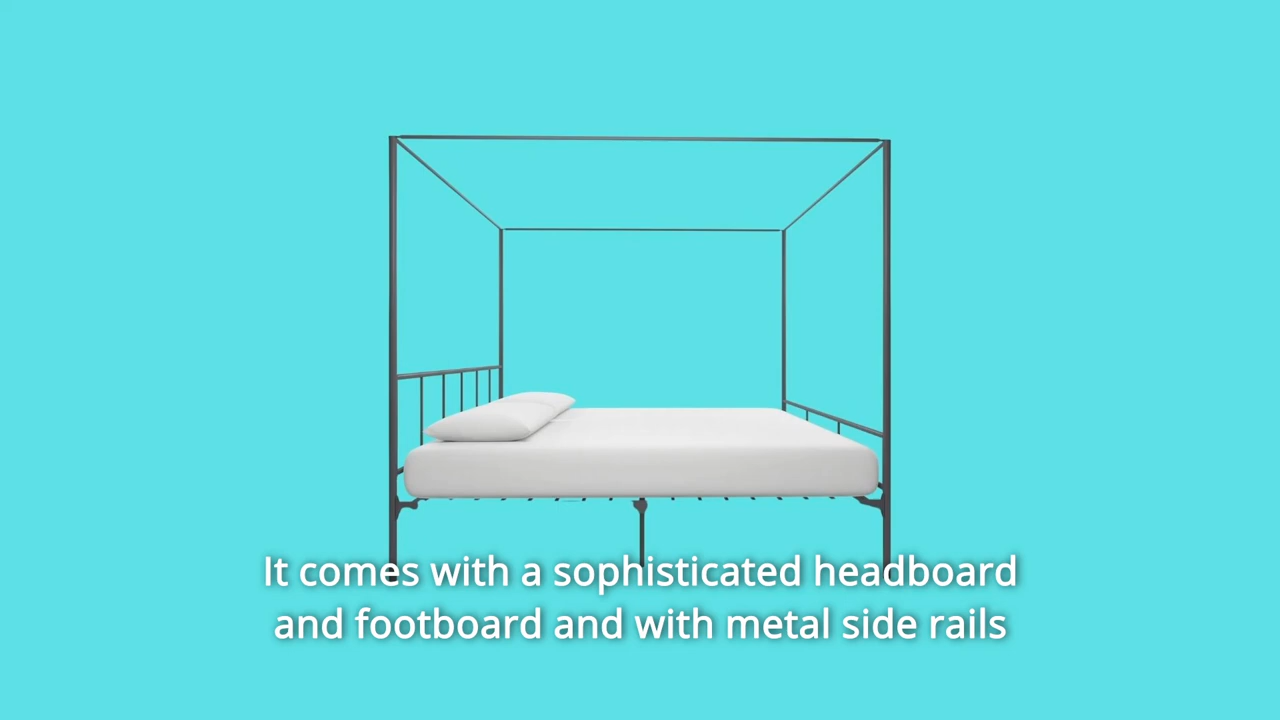 It comes with a sophisticated headboard
and footboard and with metal side rails